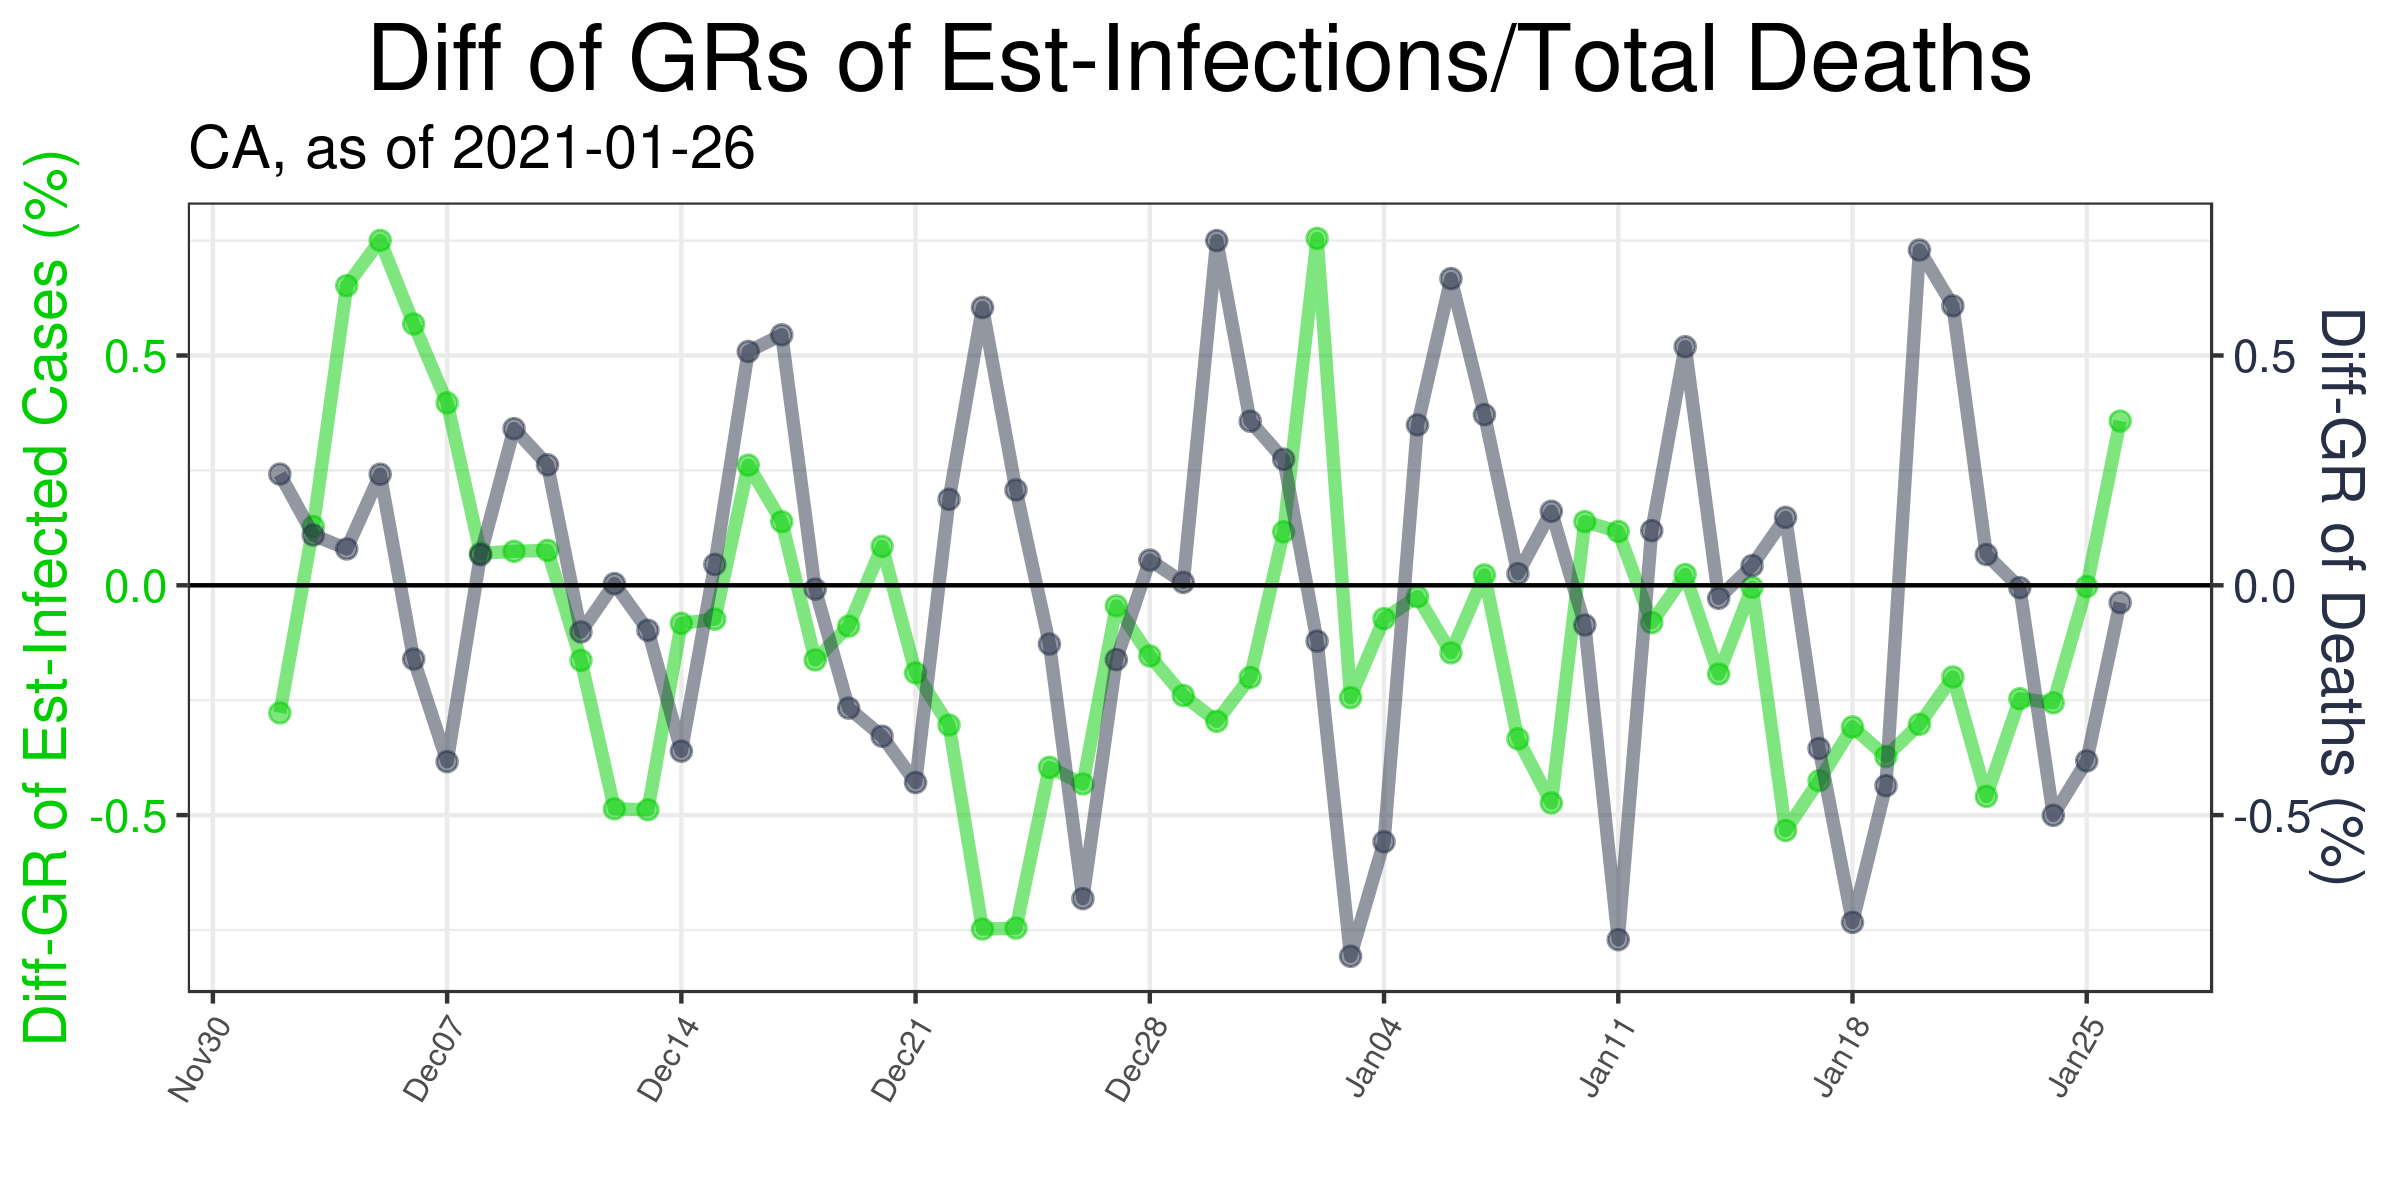 Diff of GRs of Est-Infections/Total Deaths
CA, as of 2021-01-26
Diff-GR of Est-Infected Cases (%)
0.5
0.0
-0.5
0.5
0.0
-0.5
Diff-GR of Deaths (%)
Nov30
Dec07
Dec14
Dec21
Dec28
Jan04
Jan11
Jan18
Jan25